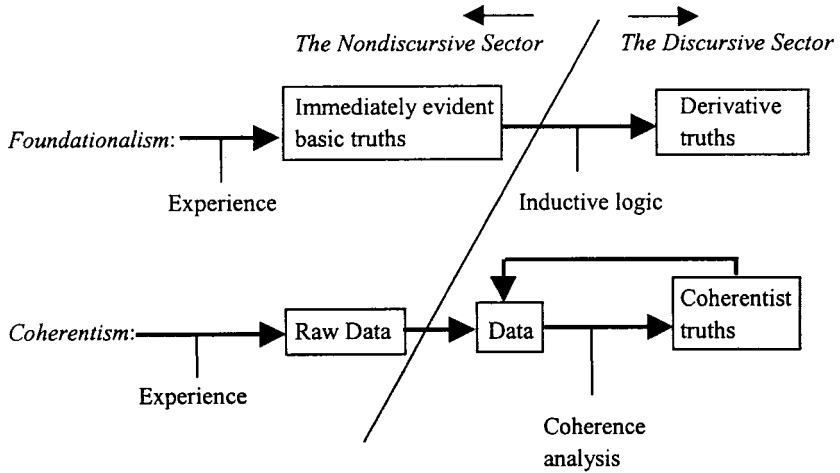 The Nondiscursive Sector
The Discursive Sector
Foundationalism:
Immediately evident
basic truths
Derivative
truths
Experience
Inductive logic
Coherentism:
Raw Data
Data
Coherentist
truths
Experience
Coherence
analysis